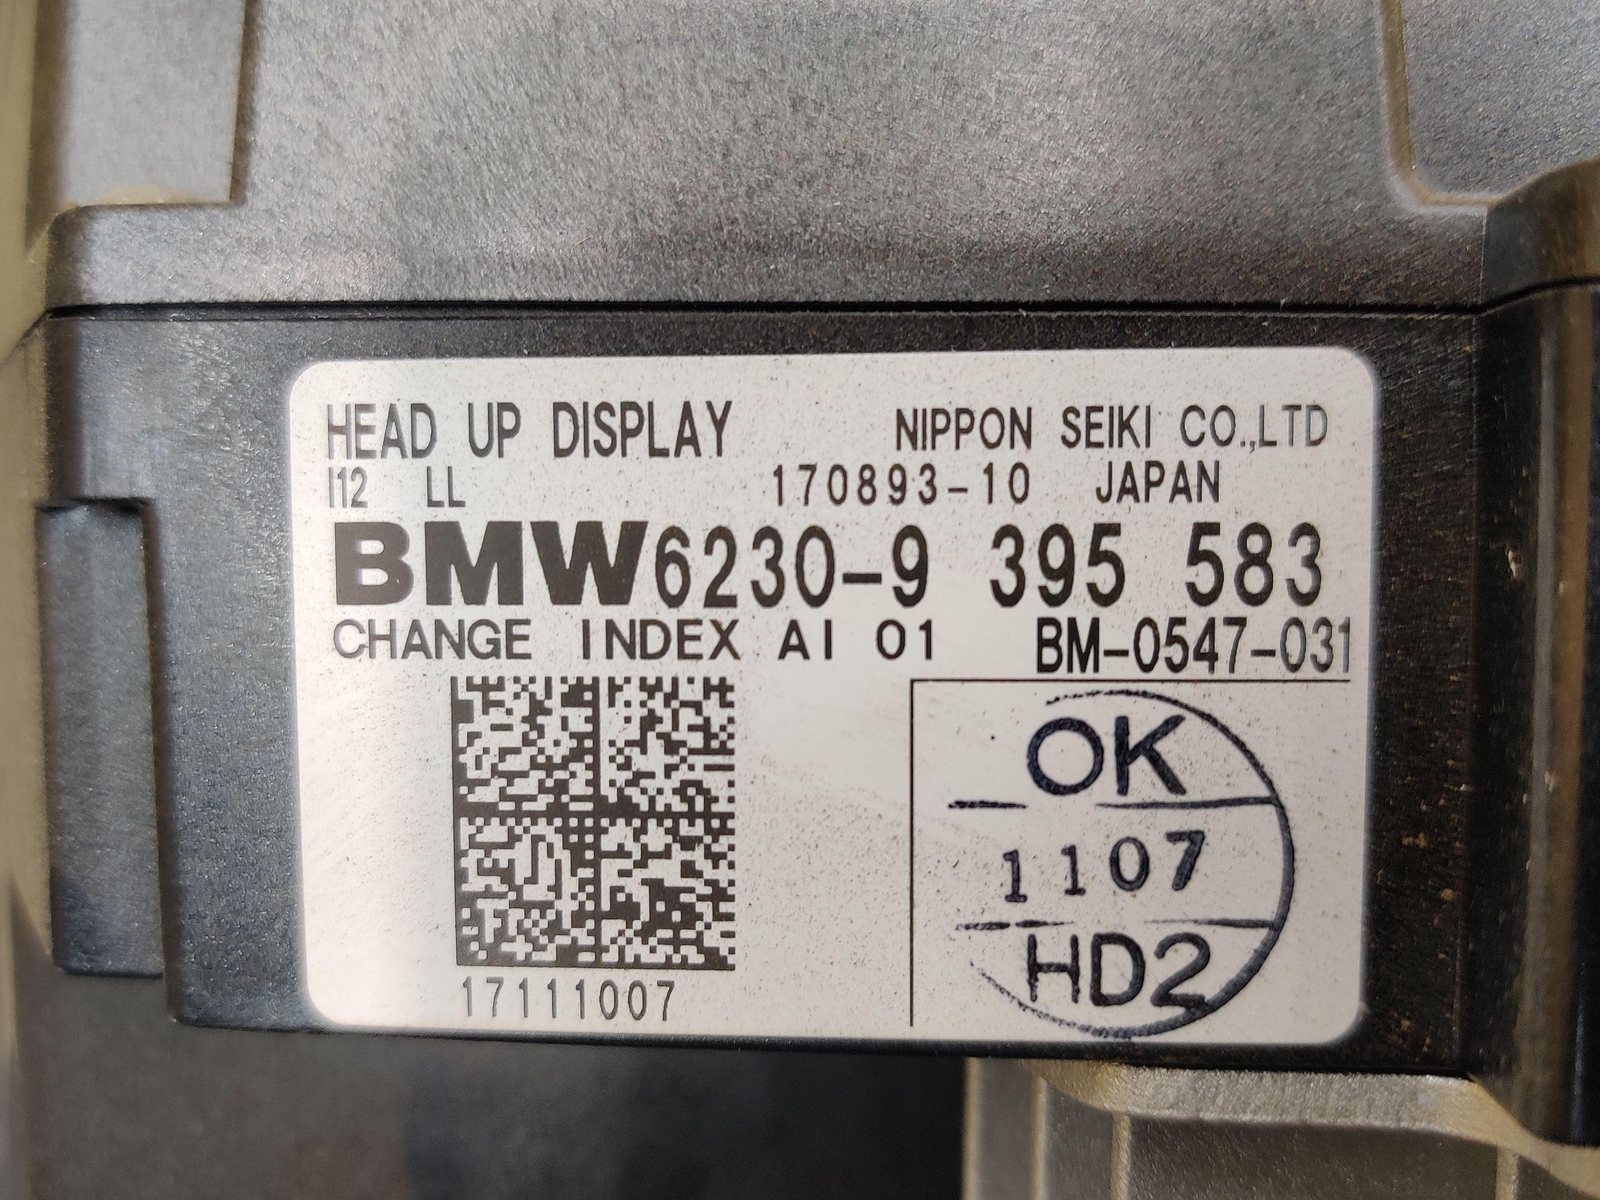 HEAD UP DISPLAY NIPPON SEIKI CO.,LTD
I12 LL 170893-10 JAPAN
BMW6230-9 395 583
CHANGE INDEX AI 01 BM-0547-031
OK
1107
HD2
17111007